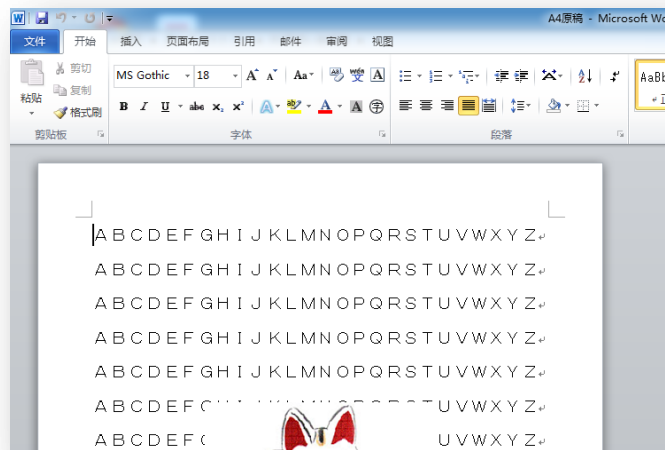 A4原稿 - Microsoft Wo
文件 开始 插入 页面布局 引用 邮件 审阅 视图
剪切
复制
粘贴 格式刷
MS Gothic 18
剪贴板 字体 段落
ABCDEFGHIJKLMNOPQRSTUVWXYZ
ABCDEFGHIJKLMNOPQRSTUVWXYZ
ABCDEFGHIJKLMNOPQRSTUVWXYZ
ABCDEFGHIJKLMNOPQRSTUVWXYZ
ABCDEFGHIJKLMNOPQRSTUVWXYZ
ABCDEF UVWXYZ
ABCDEF UVWXYZ